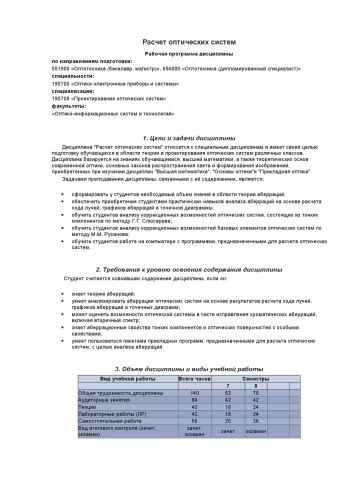 Расчет оптических систем
Рабочая программа дисциплины
по направлениям подготовки:
551900 «Оптотехника (бакалавр, магистр)», 654000 «Оптотехника (дипломированный специалист)»
специальности:
190700 «Оптико-электронные приборы и системы»
специализации:
190708 «Проектирование оптических систем»
факультеты:
«Оптико-информационных систем и технологий»
1. Цели и задачи дисциплины
Дисциплина "Расчет оптических систем" относится к специальным дисциплинам и имеет своей целью
подготовку обучающихся в области теории и проектирования оптических систем различных классов.
Дисциплина базируется на знаниях обучающимися, высшей математики, а также теоретических основ
современной оптики, основных законов распространения света и формирования изображений,
приобретенных при изучении дисциплин "Высшая математика", "Основы оптики"и "Прикладная оптика".
Задачами преподавания дисциплины, связанными с её содержанием, являются:
• сформировать у студентов необходимый объем знаний в области теории аберраций;
• обеспечить приобретение студентами практических навыков анализа аберраций на основе расчета
хода лучей, графиков аберраций и точечной диаграммы;
• обучить студентов анализу коррекционных возможностей оптических систем, состоящих из тонких
компонентов по методу Г.Г. Слюсарева;
• обучить студентов анализу коррекционных возможностей базовых элементов оптических систем по
методу М.М. Русинова;
• обучить студентов работе на компьютере с программами, предназначенными для расчета оптических
систем.
2. Требования к уровню освоения содержания дисциплины
Студент считается освоившим содержание дисциплины, если он:
• знает теорию аберраций;
• умеет анализировать аберрации оптических систем на основе результатов расчета хода лучей,
графиков аберраций и точечных диаграмм;
• может оценить возможности оптической системы в части исправления хроматических аберраций,
включая вторичный спектр;
• знает аберрационные свойства тонких компонентов и оптических поверхностей с особыми
свойствами;
• умеет пользоваться пакетами прикладных программ, предназначенными для расчета оптических
систем, с целью анализа аберраций.
3. Объем дисциплины и виды учебной работы
Вид учебной работы Всего часов Семестры
7 8
Общая трудоемкость дисциплины 140 62 78
Аудиторные занятия 84 42 42
Лекции 42 18 24
Лабораторные работы (ЛР) 42 18 24
Самостоятельная работа 56 20 36
Вид итогового контроля (зачет, зачет, зачет экзамен
экзамен) экзамен